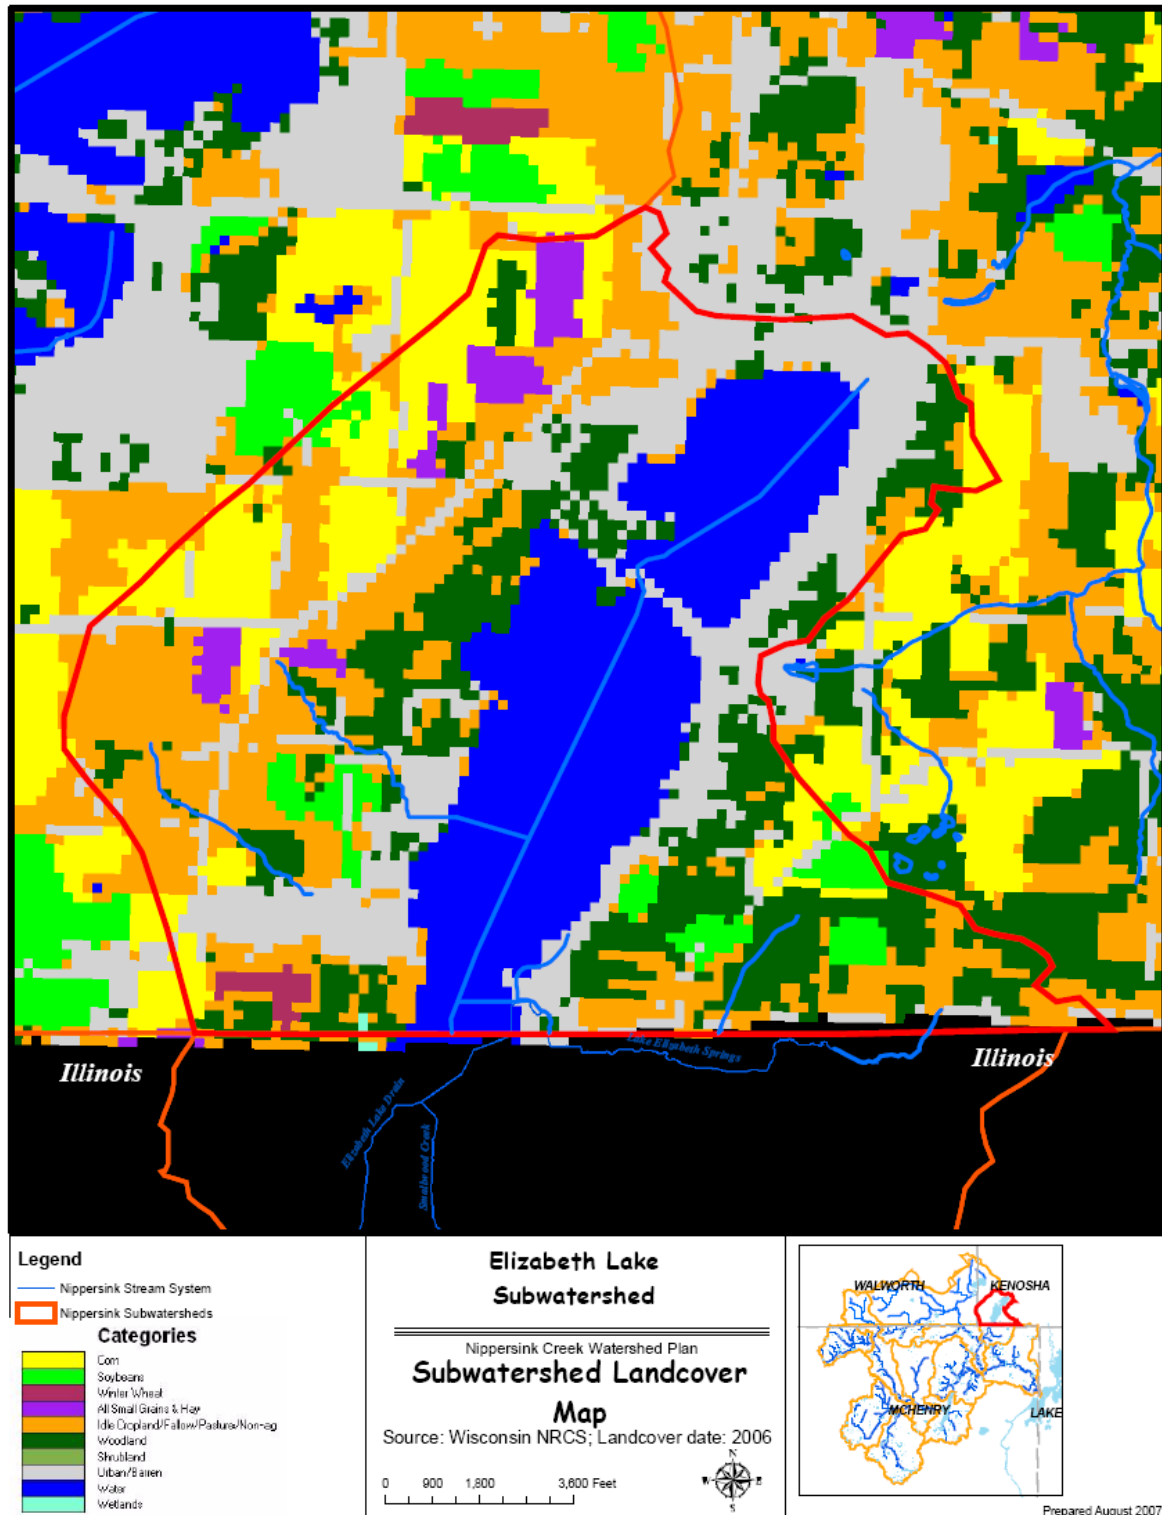 Illinois
Illinois
Lake Elizabeth Springs
Elizabeth Lake Drain
Smallbrood Creek
Legend
Nippersink Stream System
Nippersink Subwatersheds
Categories
Corn
Soybeans
Winter Wheat
All Small Grains & Hay
Idle Cropland/Fallow/Pasture/Non-ag
Woodland
Shrubland
Urban/Barren
Water
Wetlands
Elizabeth Lake
Subwatershed
Nippersink Creek Watershed Plan
Subwatershed Landcover
Map
Source: Wisconsin NRCS; Landcover date: 2006
0 900 1,800 3,600 Feet
N
W E
S
WALWORTH KENOSHA
MCHENRY LAKE
Prepared August 2007